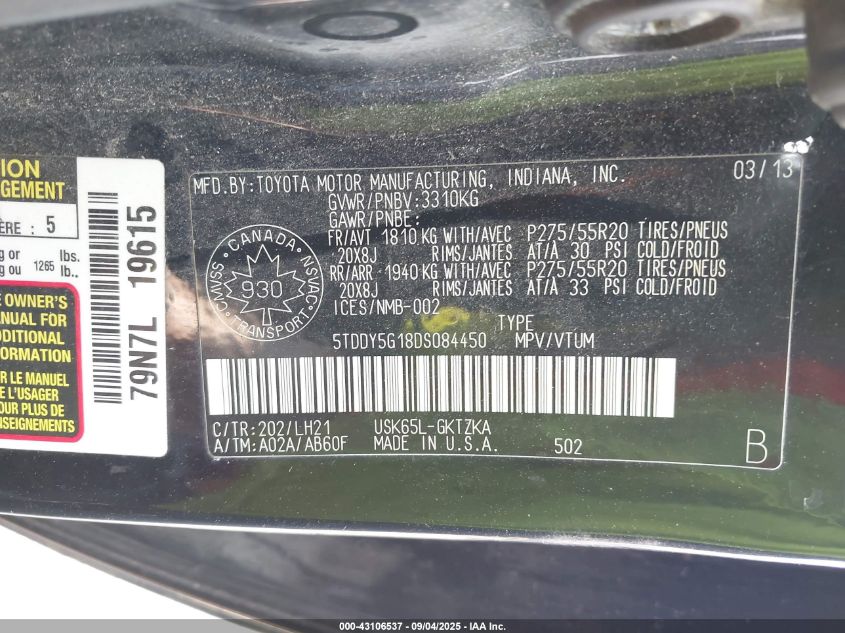 MFD.BY:TOYOTA MOTOR MANUFACTURING, INDIANA, INC. 03/13
GVWR/PNBV:3310KG
GAWR/PNBE:
FR/AVT 1810 KG WITH/AVEC P275/55R20 TIRES/PNEUS
20X8J RIMS/JANTES AT/A 30 PSI COLD/FROID
RR/ARR 1940 KG WITH/AVEC P275/55R20 TIRES/PNEUS
20X8J RIMS/JANTES AT/A 33 PSI COLD/FROID
ICES/NMB-002
TYPE
5TDDY5G18DS084450 MPV/VTUM
C/TR:202/LH21 USK65L-GKTZKA
A/TM:A02A/AB60F MADE IN U.S.A. 502 B
CANADA
CMVSS NSVAC
930
TRANSPORT
GEMENT
ÈRE : 5
g or lbs.
g ou 1265 lb..
E OWNER'S
MANUAL FOR
ADDITIONAL
FORMATION
R LE MANUEL
E L'USAGER
POUR PLUS DE
SEIGNEMENTS
79N7L 19615
000-43106537 - 09/04/2025 - IAA Inc.